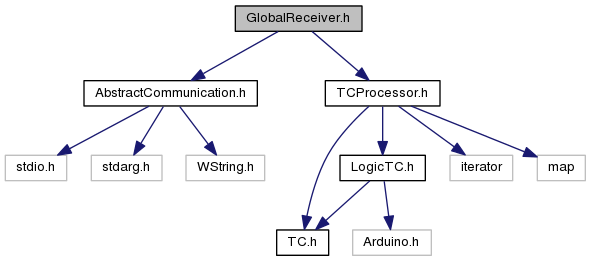 GlobalReceiver.h
AbstractCommunication.h
TCProcessor.h
stdio.h
stdarg.h
WString.h
LogicTC.h
iterator
map
TC.h
Arduino.h